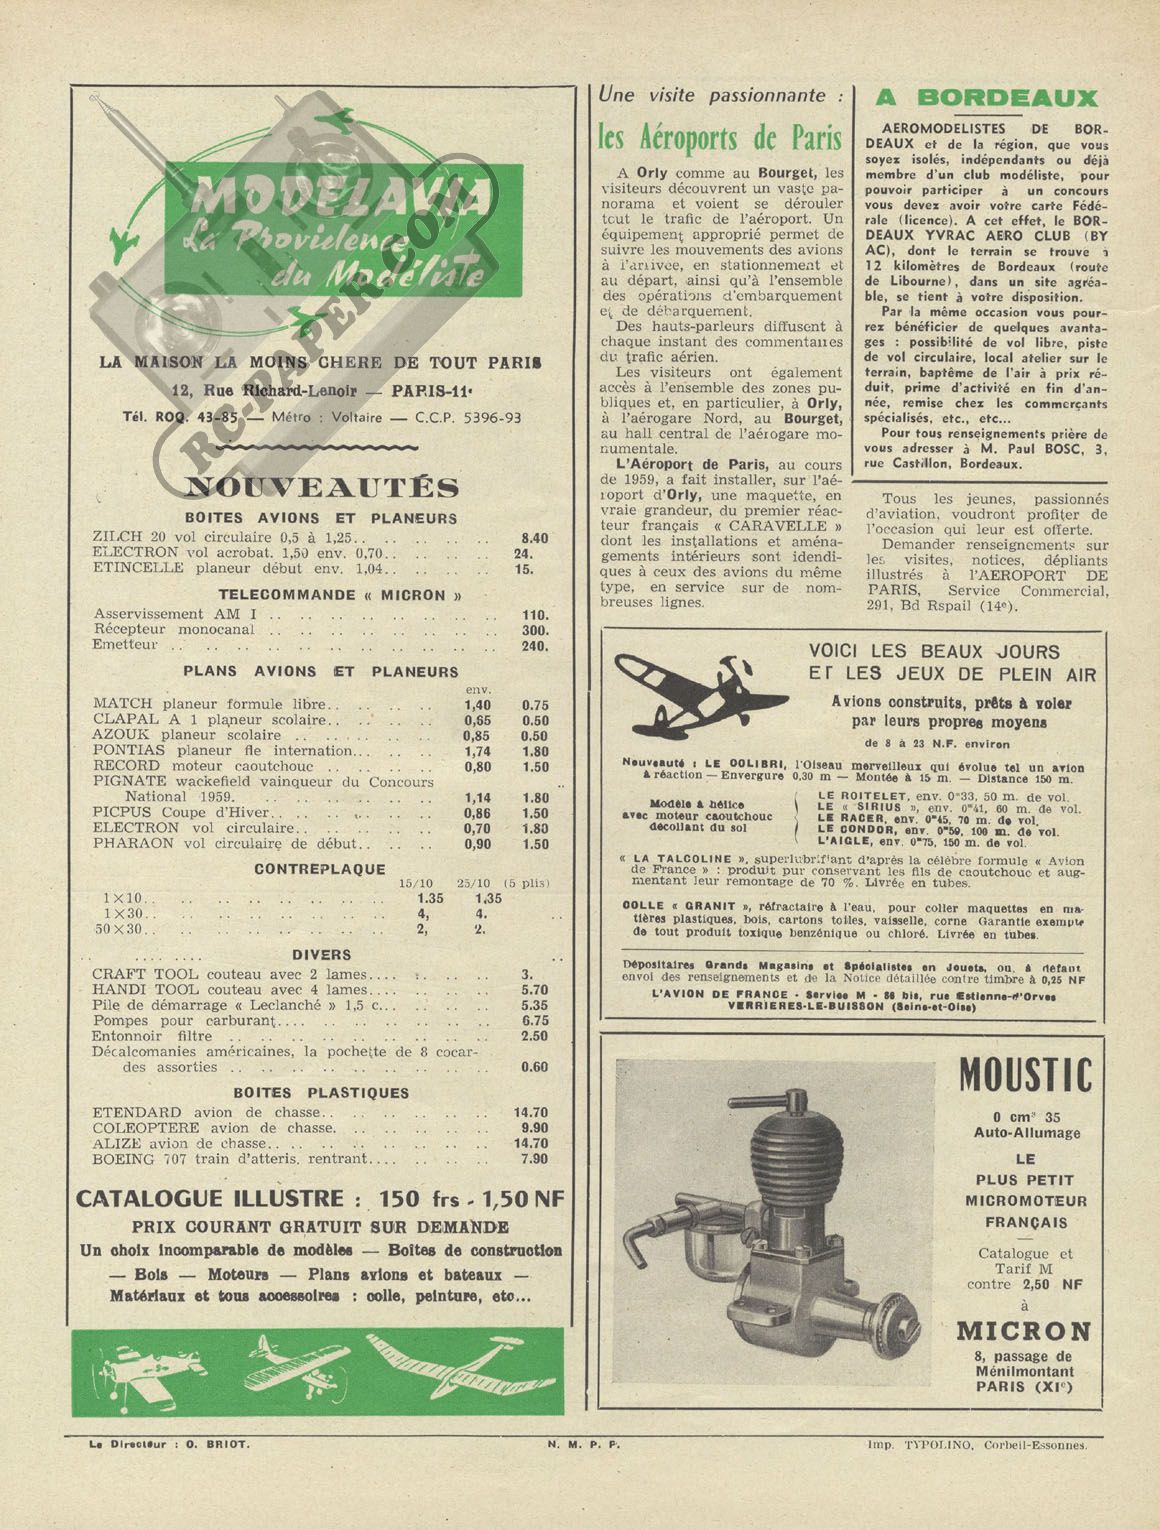 MODELAVIA
La Providence
du Modéliste
RC-PAPER.COM
LA MAISON LA MOINS CHERE DE TOUT PARIS
12, Rue Richard-Lenoir — PARIS-11e
Tél. ROQ. 43-85 — Métro : Voltaire — C.C.P. 5396-93
NOUVEAUTÉS
BOITES AVIONS ET PLANEURS
ZILCH 20 vol circulaire 0,5 à 1,25.. .. .. .. .. .. 8.40
ELECTRON vol acrobat. 1,50 env. 0,70.. .. .. .. .. 24.
ETINCELLE planeur début env. 1,04.. .. .. .. .. 15.
TELECOMMANDE « MICRON »
Asservissement AM I .. .. .. .. .. .. .. .. .. 110.
Récepteur monocanal .. .. .. .. .. .. .. .. .. 300.
Emetteur .. .. .. .. .. .. .. .. .. .. .. .. 240.
PLANS AVIONS ET PLANEURS
env.
MATCH planeur formule libre.. .. .. .. .. 1,40 0.75
CLAPAL A 1 planeur scolaire.. .. .. .. .. 0,65 0.50
AZOUK planeur scolaire .. .. .. .. .. .. 0,85 0.50
PONTIAS planeur fle internation.. .. .. .. 1,74 1.80
RECORD moteur caoutchouc .. .. .. .. .. 0,80 1.50
PIGNATE wackefield vainqueur du Concours
National 1959. .. .. .. .. .. .. .. 1,14 1.80
PICPUS Coupe d'Hiver.. .. .. .. .. .. .. 0,86 1.50
ELECTRON vol circulaire.. .. .. .. .. .. 0,70 1.80
PHARAON vol circulaire de début.. .. .. .. 0,90 1.50
CONTREPLAQUE
15/10 25/10 (5 plis)
1×10.. .. .. .. .. .. .. .. .. 1.35 1,35
1×30.. .. .. .. .. .. .. .. .. 4, 4. ..
50×30.. .. .. .. .. .. .. .. .. 2, 2.
.. .... .. .... DIVERS ..
CRAFT TOOL couteau avec 2 lames.... .. .. .. 3.
HANDI TOOL couteau avec 4 lames.... .. .. .. 5.70
Pile de démarrage « Leclanché » 1,5 c... .. .. .. 5.35
Pompes pour carburant.... .. .. .. .. .. .. .. 6.75
Entonnoir filtre .. .. .. .. .. .. .. .. .. .. 2.50
Décalcomanies américaines, la pochette de 8 cocar-
des assorties .. .. .. .. .. .. .. .. .. 0.60
BOITES PLASTIQUES
ETENDARD avion de chasse.. .. .. .. .. .. 14.70
COLEOPTERE avion de chasse. .. .. .. .. .. 9.90
ALIZE avion de chasse.. .. .. .. .. .. .. .. 14.70
BOEING 707 train d'atteris. rentrant.... .. .. .. 7.90
CATALOGUE ILLUSTRE : 150 frs - 1,50 NF
PRIX COURANT GRATUIT SUR DEMANDE
Un choix incomparable de modèles — Boîtes de construction
— Bois — Moteurs — Plans avions et bateaux —
Matériaux et tous accessoires : colle, peinture, etc...
Une visite passionnante :
les Aéroports de Paris
A Orly comme au Bourget, les
visiteurs découvrent un vaste pa-
norama et voient se dérouler
tout le trafic de l'aéroport. Un
équipement approprié permet de
suivre les mouvements des avions
à l'arrivée, en stationnement et
au départ, ainsi qu'à l'ensemble
des opérations d'embarquement
et de débarquement.
Des hauts-parleurs diffusent à
chaque instant des commentaires
du trafic aérien.
Les visiteurs ont également
accès à l'ensemble des zones pu-
bliques et, en particulier, à Orly,
à l'aérogare Nord, au Bourget,
au hall central de l'aérogare mo-
numentale.
L'Aéroport de Paris, au cours
de 1959, a fait installer, sur l'aé-
roport d'Orly, une maquette, en
vraie grandeur, du premier réac-
teur français « CARAVELLE »
dont les installations et aména-
gements intérieurs sont idendi-
ques à ceux des avions du même
type, en service sur de nom-
breuses lignes.
A BORDEAUX
AEROMODELISTES DE BOR-
DEAUX et de la région, que vous
soyez isolés, indépendants ou déjà
membre d'un club modéliste, pour
pouvoir participer à un concours
vous devez avoir votre carte Fédé-
rale (licence). A cet effet, le BOR-
DEAUX YVRAC AERO CLUB (BY
AC), dont le terrain se trouve à
12 kilomètres de Bordeaux (route
de Libourne), dans un site agréa-
ble, se tient à votre disposition.
Par la même occasion vous pour-
rez bénéficier de quelques avanta-
ges : possibilité de vol libre, piste
de vol circulaire, local atelier sur le
terrain, baptême de l'air à prix ré-
duit, prime d'activité en fin d'an-
née, remise chez les commerçants
spécialisés, etc., etc...
Pour tous renseignements prière de
vous adresser à M. Paul BOSC, 3,
rue Castillon, Bordeaux.
Tous les jeunes, passionnés
d'aviation, voudront profiter de
l'occasion qui leur est offerte.
Demander renseignements sur
les visites, notices, dépliants
illustrés à l'AEROPORT DE
PARIS, Service Commercial,
291, Bd Rspail (14e).
VOICI LES BEAUX JOURS
ET LES JEUX DE PLEIN AIR
Avions construits, prêts à voler
par leurs propres moyens
de 8 à 23 N.F. environ
Nouveauté : LE COLIBRI, l'Oiseau merveilleux qui évolue tel un avion
à réaction — Envergure 0,30 m — Montée à 15 m. — Distance 150 m.
Modèle à hélice
avec moteur caoutchouc
décollant du sol
LE ROITELET, env. 0m33, 50 m. de vol.
LE « SIRIUS », env. 0m41, 60 m. de vol.
LE RACER, env. 0m45, 70 m. de vol.
LE CONDOR, env. 0m59, 100 m. de vol.
L'AIGLE, env. 0m75, 150 m. de vol.
« LA TALCOLINE », superlubrifiant d'après la célèbre formule « Avion
de France » : produit pur conservant les fils de caoutchouc et aug-
mentant leur remontage de 70 %. Livrée en tubes.
COLLE « GRANIT », réfractaire à l'eau, pour coller maquettes en ma-
tières plastiques, bois, cartons toiles, vaisselle, corne Garantie exempte
de tout produit toxique benzénique ou chloré. Livrée en tubes.
Dépositaires Grands Magasins et Spécialistes en Jouets, ou, à défaut
envoi des renseignements et de la Notice détaillée contre timbre à 0,25 NF
L'AVION DE FRANCE - Service M - 86 bis, rue Estienne-d'Orves
VERRIERES-LE-BUISSON (Seine-et-Oise)
MOUSTIC
0 cm3 35
Auto-Allumage
LE
PLUS PETIT
MICROMOTEUR
FRANÇAIS
Catalogue et
Tarif M
contre 2,50 NF
à
MICRON
8, passage de
Ménilmontant
PARIS (XIe)
Le Directeur : O. BRIOT. N. M. P. P. Imp. TYPOLINO, Corbeil-Essonnes.